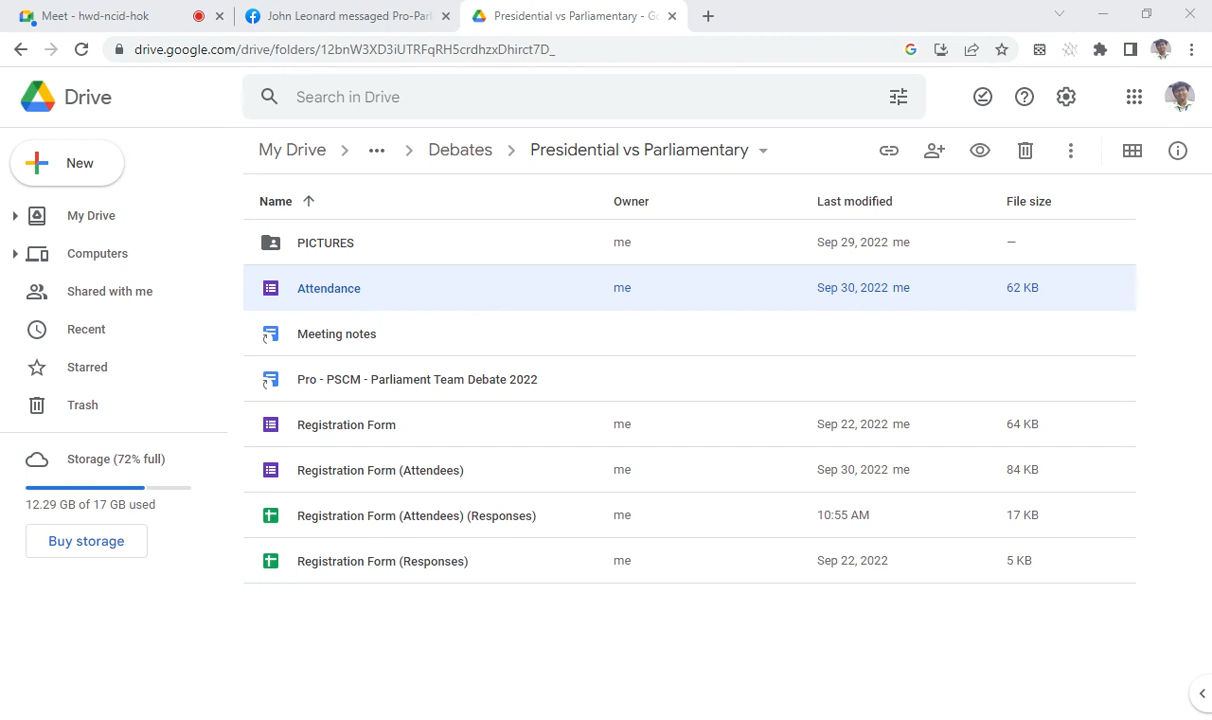 Meet - hwd-ncid-hok
John Leonard messaged Pro-Parl
Presidential vs Parliamentary - Go
drive.google.com/drive/folders/12bnW3XD3iUTRFqRH5crdhzxDhirct7D_
Drive
Search in Drive
New
My Drive
Computers
Shared with me
Recent
Starred
Trash
Storage (72% full)
12.29 GB of 17 GB used
Buy storage
My Drive > ••• > Debates > Presidential vs Parliamentary
Name Owner Last modified File size
PICTURES me Sep 29, 2022 me —
Attendance me Sep 30, 2022 me 62 KB
Meeting notes
Pro - PSCM - Parliament Team Debate 2022
Registration Form me Sep 22, 2022 me 64 KB
Registration Form (Attendees) me Sep 30, 2022 me 84 KB
Registration Form (Attendees) (Responses) me 10:55 AM 17 KB
Registration Form (Responses) me Sep 22, 2022 5 KB